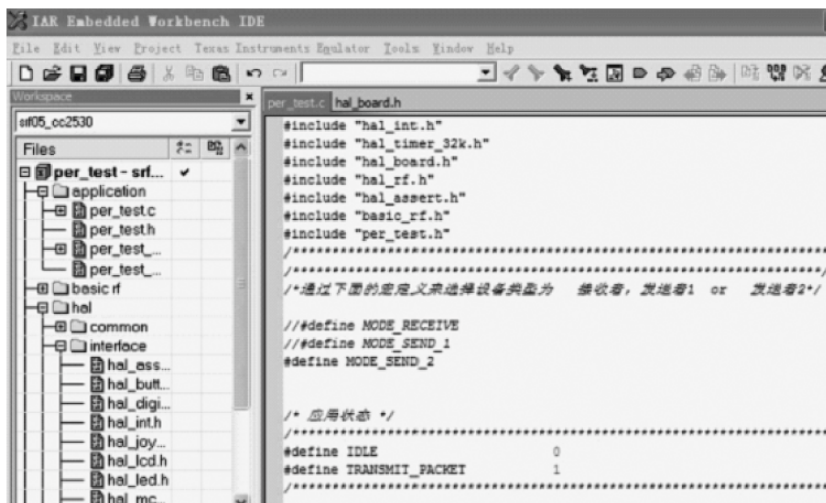 IAR Embedded Workbench IDE
File Edit View Project Texas Instruments Emulator Tools Window Help
Workspace
srf05_cc2530
Files
per_test - srf...
application
per_test.c
per_test.h
per_test_...
per_test_...
basic rf
hal
common
interface
hal_ass...
hal_butt...
hal_digi...
hal_int.h
hal_joy...
hal_lcd.h
hal_led.h
hal_mc...
per_test.c hal_board.h
#include "hal_int.h"
#include "hal_timer_32k.h"
#include "hal_board.h"
#include "hal_rf.h"
#include "hal_assert.h"
#include "basic_rf.h"
#include "per_test.h"
/*通过下面的宏定义来选择设备类型为 接收者，发送者1 or 发送者2*/
//#define MODE_RECEIVE
//#define MODE_SEND_1
#define MODE_SEND_2
/* 应用状态 */
#define IDLE 0
#define TRANSMIT_PACKET 1